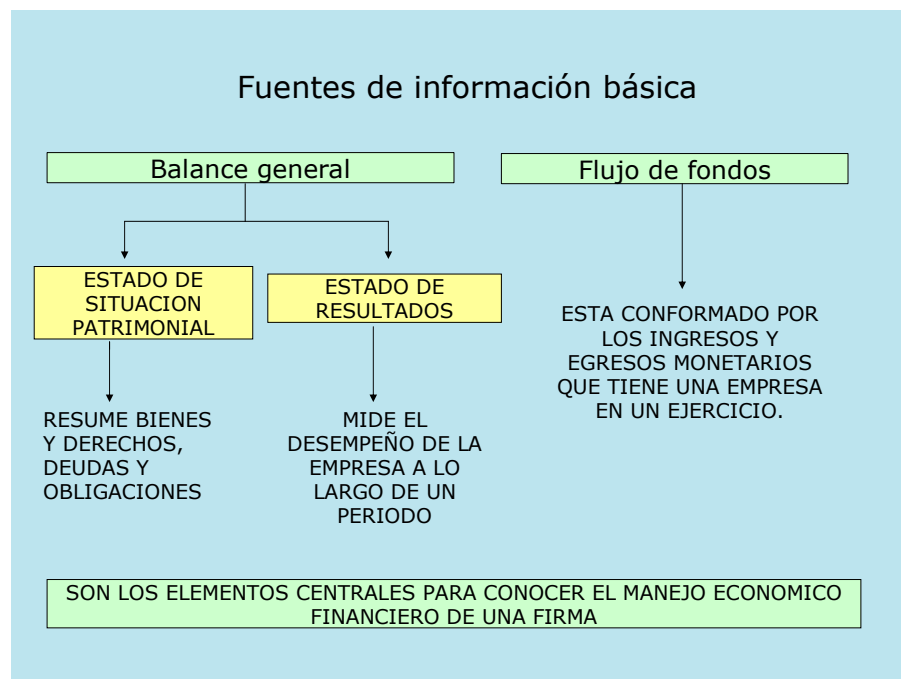 Fuentes de información básica
Balance general
Flujo de fondos
ESTADO DE
SITUACION
PATRIMONIAL
ESTADO DE
RESULTADOS
RESUME BIENES
Y DERECHOS,
DEUDAS Y
OBLIGACIONES
MIDE EL
DESEMPEÑO DE LA
EMPRESA A LO
LARGO DE UN
PERIODO
ESTA CONFORMADO POR
LOS INGRESOS Y
EGRESOS MONETARIOS
QUE TIENE UNA EMPRESA
EN UN EJERCICIO.
SON LOS ELEMENTOS CENTRALES PARA CONOCER EL MANEJO ECONOMICO
FINANCIERO DE UNA FIRMA